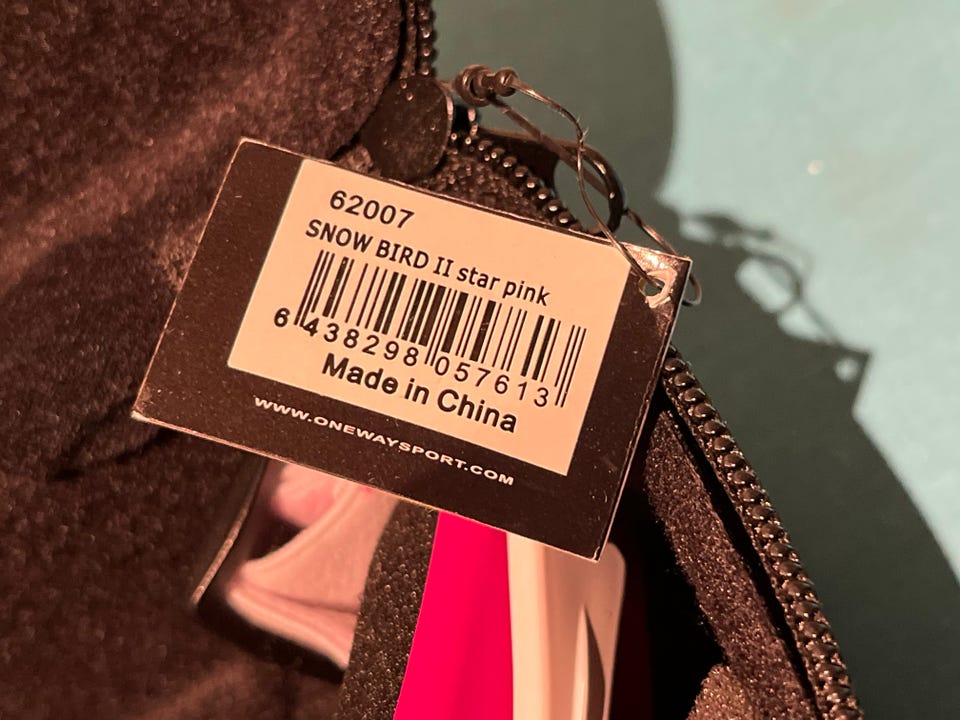 62007
SNOW BIRD II star pink
6 438298 057613
Made in China
WWW.ONEWAYSPORT.COM